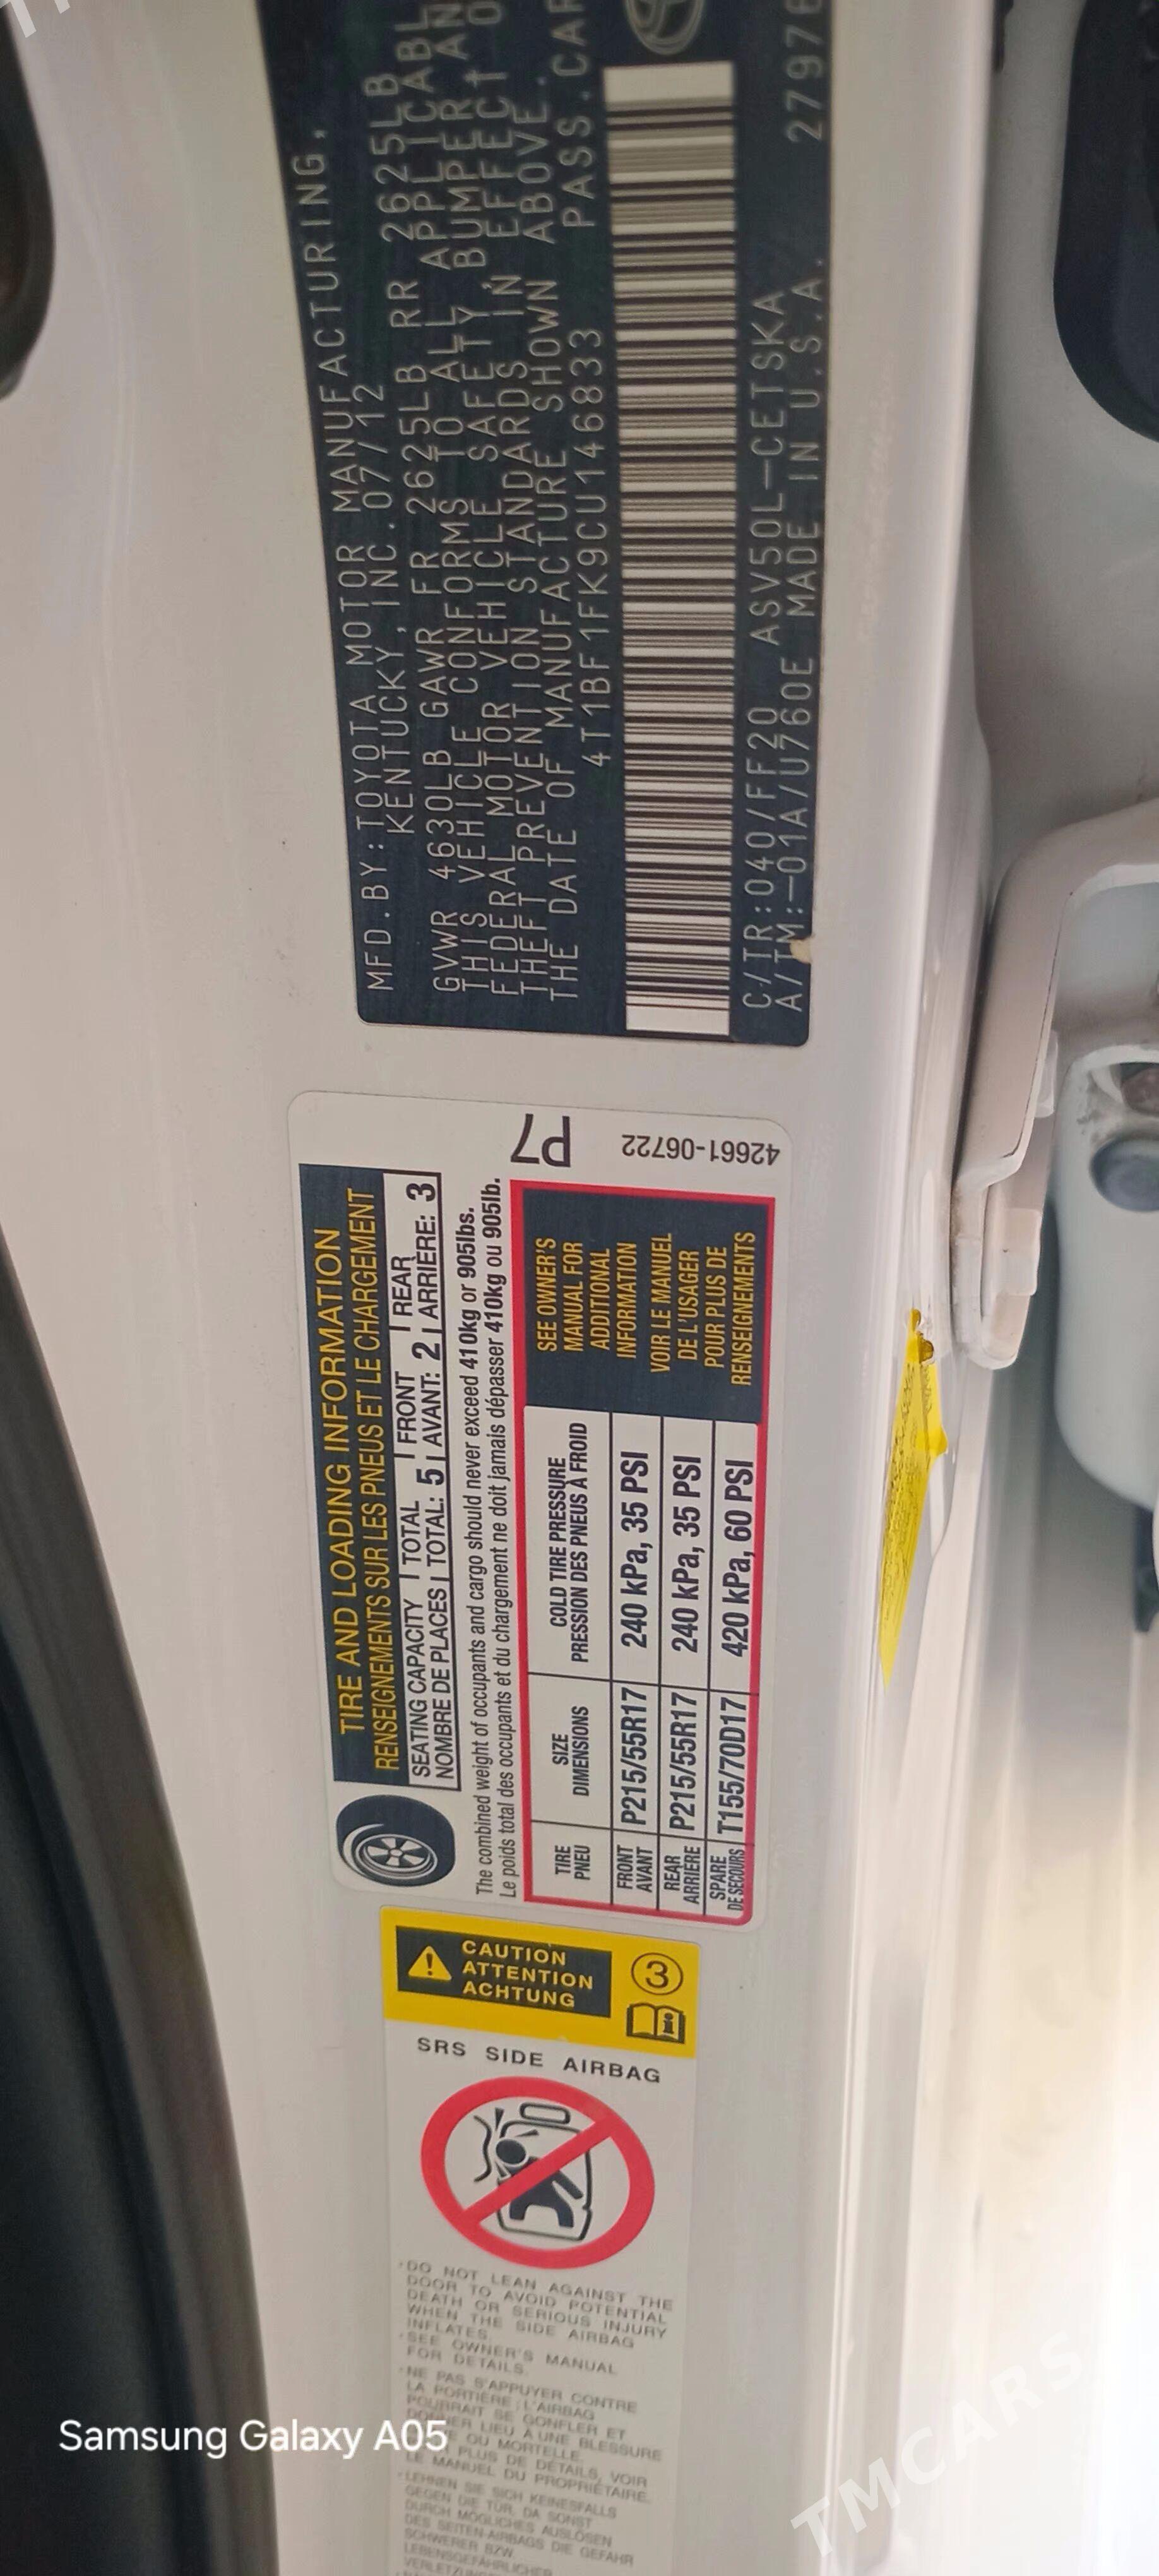 MFD.BY:TOYOTA MOTOR MANUFACTURING,
KENTUCKY, INC. 07/12
GVWR 4630LB GAWR FR 2625LB RR 2625LB
THIS VEHICLE CONFORMS TO ALL
FEDERAL MOTOR VEHICLE SAFETY, BUMPER
THEFT PREVENTION STANDARDS IN EFFECT
THE DATE OF MANUFACTURE SHOWN ABOVE.
4T1BF1FK9CU146833 PASS.CAR
C/TR:040/FF20 ASV50L-CETSKA
A/TM:-01A/U760E MADE IN U.S.A.
TIRE AND LOADING INFORMATION
RENSEIGNEMENTS SUR LES PNEUS ET LE CHARGEMENT
SEATING CAPACITY TOTAL FRONT REAR
NOMBRE DE PLACES TOTAL: 5 AVANT: 2 ARRIÈRE: 3
The combined weight of occupants and cargo should never exceed 410kg or 905lbs.
Le poids total des occupants et du chargement ne doit jamais dépasser 410kg ou 905lb.
TIRE SIZE COLD TIRE PRESSURE
PNEU DIMENSIONS PRESSION DES PNEUS À FROID
FRONT
AVANT P215/55R17 240 kPa, 35 PSI
REAR
ARRIERE P215/55R17 240 kPa, 35 PSI
SPARE
DE SECOURS T155/70D17 420 kPa, 60 PSI
SEE OWNER'S
MANUAL FOR
ADDITIONAL
INFORMATION
VOIR LE MANUEL
DE L'USAGER
POUR PLUS DE
RENSEIGNEMENTS
P7
42661-06722
CAUTION
ATTENTION
ACHTUNG
3
SRS SIDE AIRBAG
·DO NOT LEAN AGAINST THE
DOOR TO AVOID POTENTIAL
DEATH OR SERIOUS INJURY
WHEN THE SIDE AIRBAG
INFLATES.
·SEE OWNER'S MANUAL
FOR DETAILS.
·NE PAS S'APPUYER CONTRE
LA PORTIÈRE; L'AIRBAG
POURRAIT SE GONFLER ET
LIEU À UNE BLESSURE
OU MORTELLE.
PLUS DE DÉTAILS, VOIR
LE MANUEL DU PROPRIÉTAIRE.
·LEHNEN SIE SICH KEINESFALLS
GEGEN DIE TÜR, DA SONST
DURCH MÖGLICHES AUSLÖSEN
DES SEITEN-AIRBAGS DIE GEFAHR
SCHWERER BZW.
LEBENSGEFÄHRLICHER
Samsung Galaxy A05
TMCARS